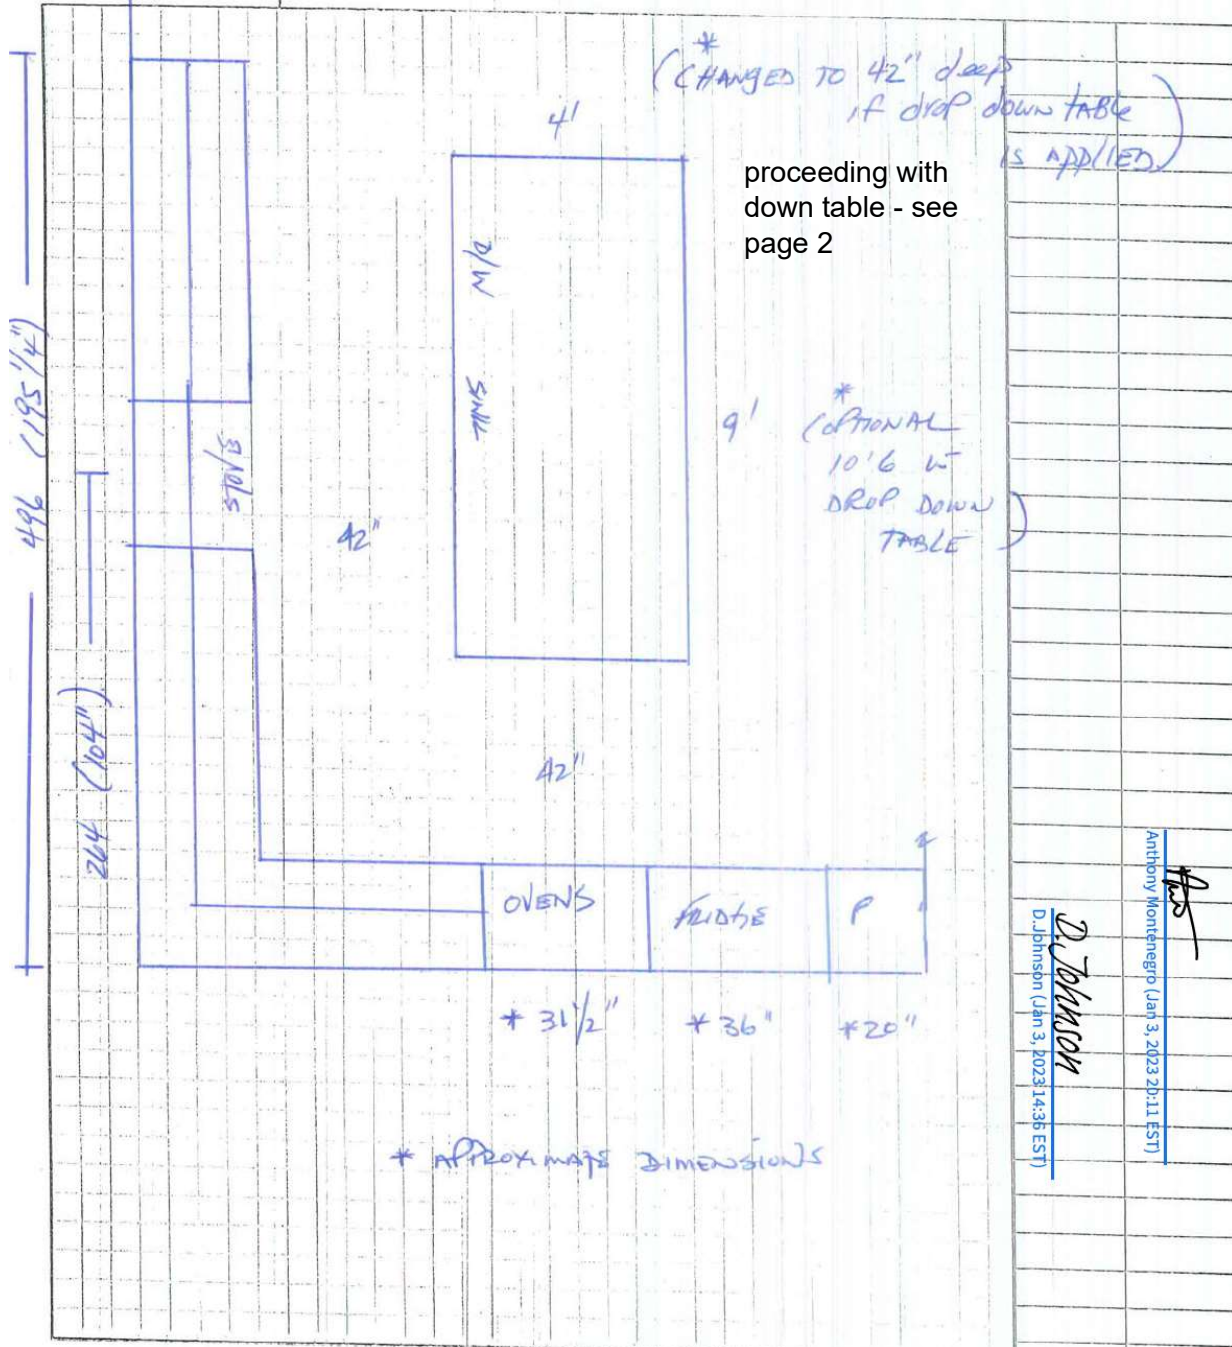 *
(CHANGED TO 42" deep
if drop down TABLE
IS APPLIED)
4'
proceeding with
down table - see
page 2
D/W
SINK
9'
*
(OPTIONAL
10'6 w
DROP DOWN
TABLE)
496 (195 1/4")
STOVE
42"
264 (104")
42"
OVENS
FRIDGE
P
* 31 1/2"
* 36"
* 20"
* APPROXIMATE DIMENSIONS
Anthony Montenegro (Jan 3, 2023 20:11 EST)
D. Johnson
D.Johnson (Jan 3, 2023 14:36 EST)